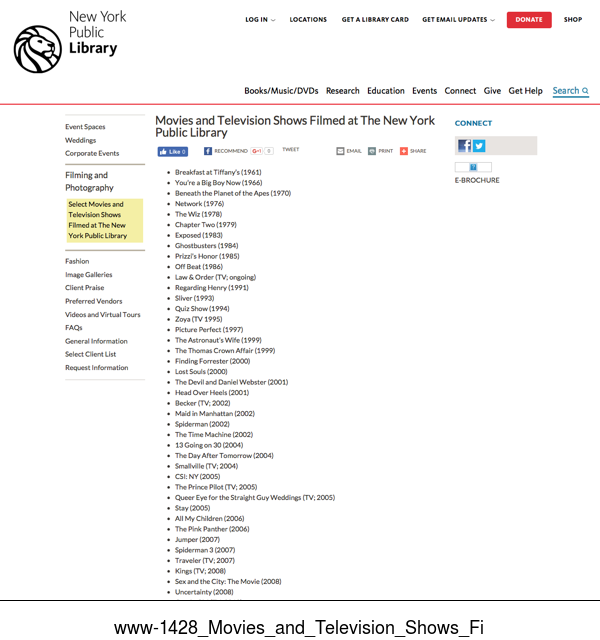 New York
Public
Library
LOG IN
LOCATIONS
GET A LIBRARY CARD
GET EMAIL UPDATES
DONATE
SHOP
Books/Music/DVDs
Research
Education
Events
Connect
Give
Get Help
Search
Event Spaces
Weddings
Corporate Events
Filming and
Photography
Select Movies and
Television Shows
Filmed at The New
York Public Library
Fashion
Image Galleries
Client Praise
Preferred Vendors
Videos and Virtual Tours
FAQs
General Information
Select Client List
Request Information
Movies and Television Shows Filmed at The New York
Public Library
Like 0
RECOMMEND
G+1 0
TWEET
EMAIL
PRINT
SHARE
• Breakfast at Tiffany's (1961)
• You're a Big Boy Now (1966)
• Beneath the Planet of the Apes (1970)
• Network (1976)
• The Wiz (1978)
• Chapter Two (1979)
• Exposed (1983)
• Ghostbusters (1984)
• Prizzi's Honor (1985)
• Off Beat (1986)
• Law & Order (TV; ongoing)
• Regarding Henry (1991)
• Sliver (1993)
• Quiz Show (1994)
• Zoya (TV 1995)
• Picture Perfect (1997)
• The Astronaut's Wife (1999)
• The Thomas Crown Affair (1999)
• Finding Forrester (2000)
• Lost Souls (2000)
• The Devil and Daniel Webster (2001)
• Head Over Heels (2001)
• Becker (TV; 2002)
• Maid in Manhattan (2002)
• Spiderman (2002)
• The Time Machine (2002)
• 13 Going on 30 (2004)
• The Day After Tomorrow (2004)
• Smallville (TV; 2004)
• CSI: NY (2005)
• The Prince Pilot (TV; 2005)
• Queer Eye for the Straight Guy Weddings (TV; 2005)
• Stay (2005)
• All My Children (2006)
• The Pink Panther (2006)
• Jumper (2007)
• Spiderman 3 (2007)
• Traveler (TV; 2007)
• Kings (TV; 2008)
• Sex and the City: The Movie (2008)
• Uncertainty (2008)
CONNECT
E-BROCHURE
www-1428_Movies_and_Television_Shows_Fi